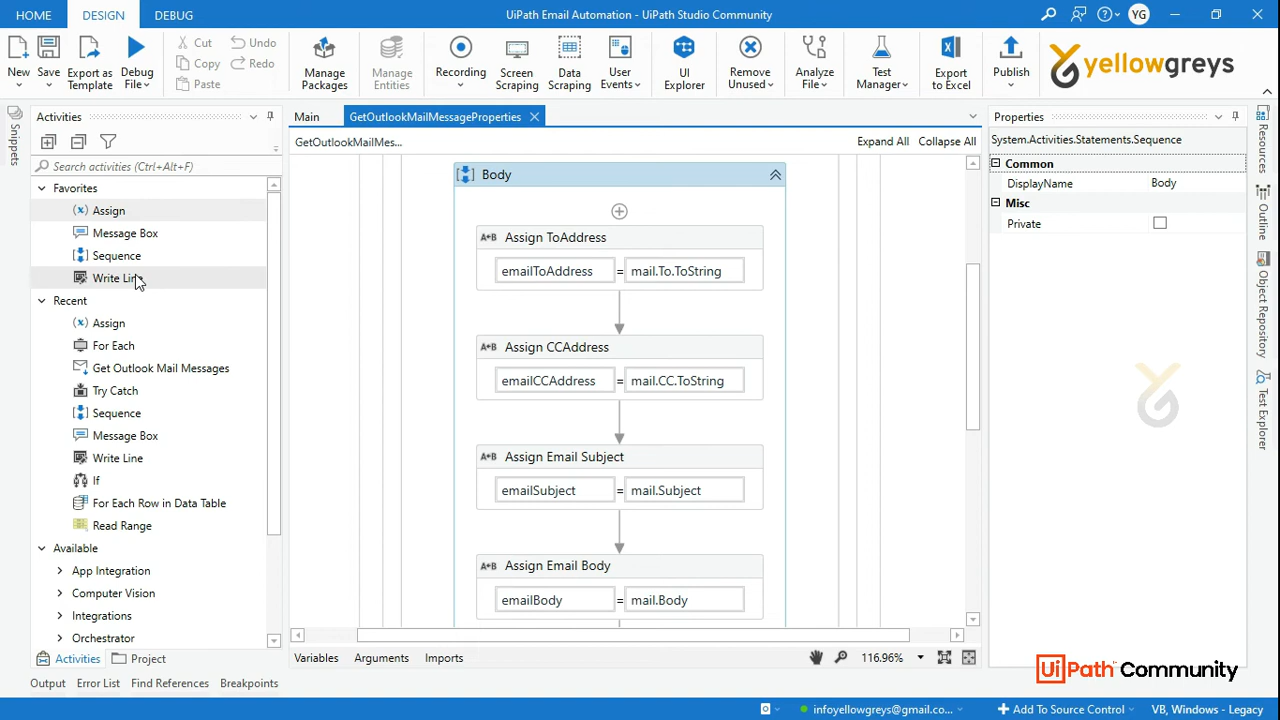 HOME DESIGN DEBUG UiPath Email Automation - UiPath Studio Community YG
New Save Export as Template Debug File Cut Copy Paste Undo Redo Manage Packages Manage Entities Recording Screen Scraping Data Scraping User Events UI Explorer Remove Unused Analyze File Test Manager Export to Excel Publish yellowgreys
Snippets
Activities
Search activities (Ctrl+Alt+F)
Favorites
Assign
Message Box
Sequence
Write Line
Recent
Assign
For Each
Get Outlook Mail Messages
Try Catch
Sequence
Message Box
Write Line
If
For Each Row in Data Table
Read Range
Available
App Integration
Computer Vision
Integrations
Orchestrator
Activities Project
Main GetOutlookMailMessageProperties
GetOutlookMailMes... Expand All Collapse All
Body
A*B Assign ToAddress
emailToAddress = mail.To.ToString
A*B Assign CCAddress
emailCCAddress = mail.CC.ToString
A*B Assign Email Subject
emailSubject = mail.Subject
A*B Assign Email Body
emailBody = mail.Body
Variables Arguments Imports 116.96%
Properties
System.Activities.Statements.Sequence
Common
DisplayName Body
Misc
Private
Resources
Outline
Object Repository
Test Explorer
UiPath Community
Output Error List Find References Breakpoints
infoyellowgreys@gmail.co... Add To Source Control VB, Windows - Legacy